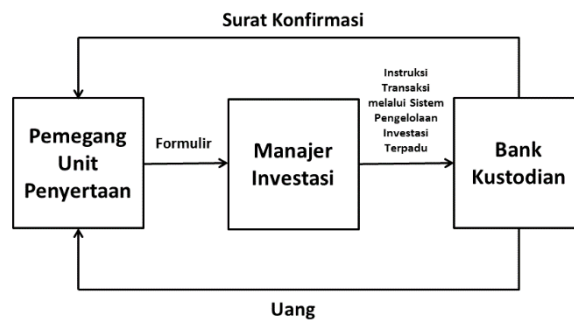 Surat Konfirmasi
Instruksi
Transaksi
melalui Sistem
Pengelolaan
Investasi
Terpadu
Pemegang
Unit
Penyertaan
Formulir
Manajer
Investasi
Bank
Kustodian
Uang